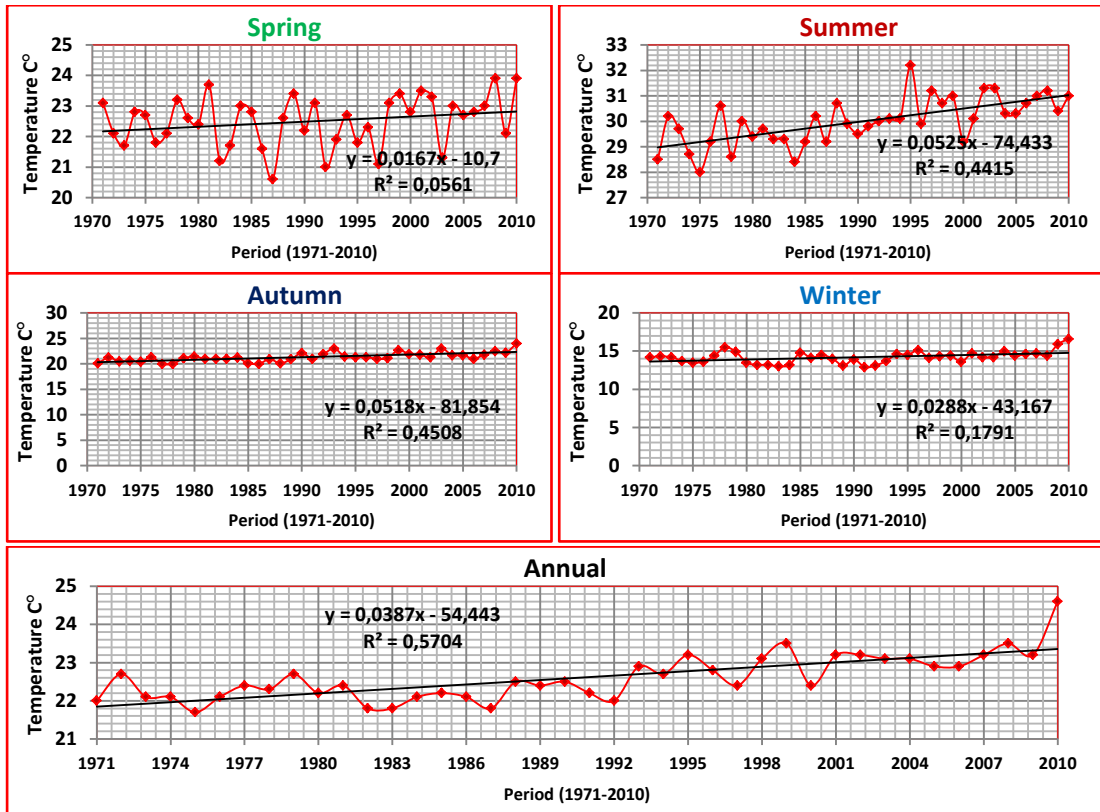 Spring
25
24
23
22
21
20
Temperature C°
y = 0,0167x - 10,7
R² = 0,0561
1970 1975 1980 1985 1990 1995 2000 2005 2010
Period (1971-2010)
Summer
33
32
31
30
29
28
27
Temperature C°
y = 0,0525x - 74,433
R² = 0,4415
1970 1975 1980 1985 1990 1995 2000 2005 2010
Period (1971-2010)
Autumn
30
25
20
15
10
5
0
Temperature C°
y = 0,0518x - 81,854
R² = 0,4508
1970 1975 1980 1985 1990 1995 2000 2005 2010
Period (1971-2010)
Winter
20
15
10
5
0
Temperature C°
y = 0,0288x - 43,167
R² = 0,1791
1970 1975 1980 1985 1990 1995 2000 2005 2010
Period (1971-2010)
Annual
25
24
23
22
21
Temperature C°
y = 0,0387x - 54,443
R² = 0,5704
1971 1974 1977 1980 1983 1986 1989 1992 1995 1998 2001 2004 2007 2010
Period (1971-2010)